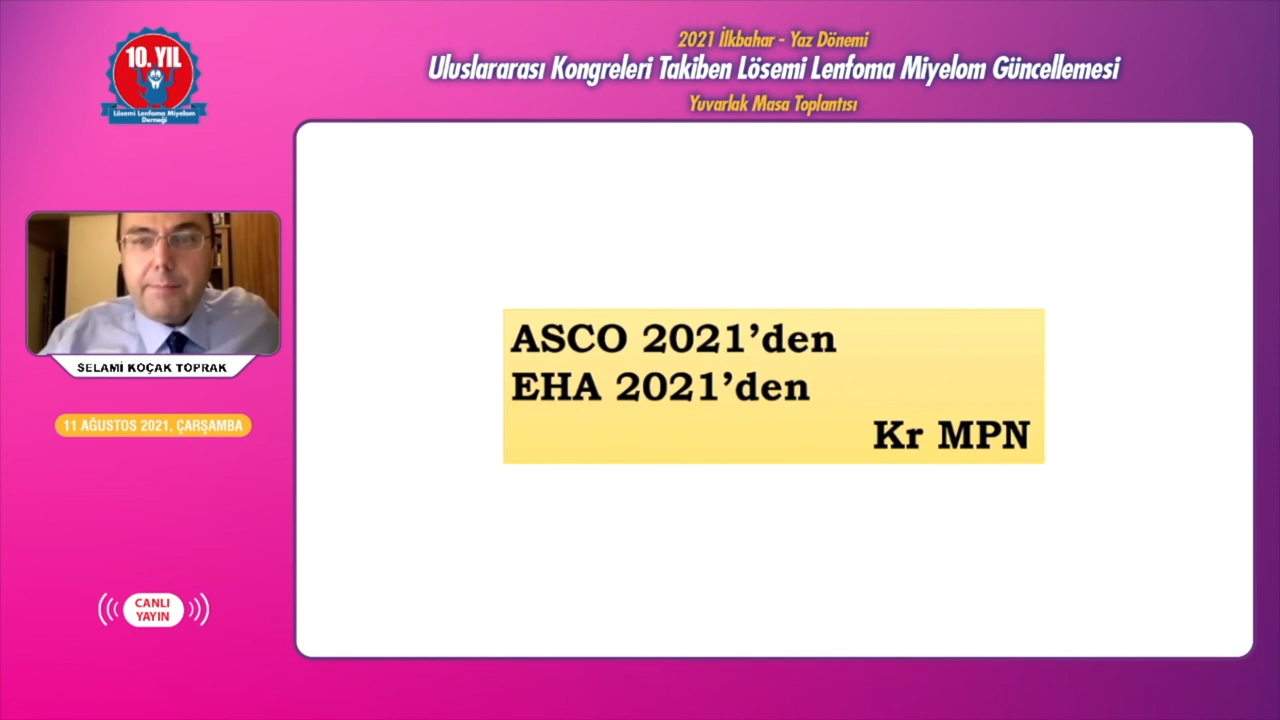 10. YIL
Lösemi Lenfoma Miyelom
Derneği
2021 İlkbahar - Yaz Dönemi
Uluslararası Kongreleri Takiben Lösemi Lenfoma Miyelom Güncellemesi
Yuvarlak Masa Toplantısı
SELAMİ KOÇAK TOPRAK
11 AĞUSTOS 2021, ÇARŞAMBA
CANLI
YAYIN
ASCO 2021’den
EHA 2021’den
Kr MPN